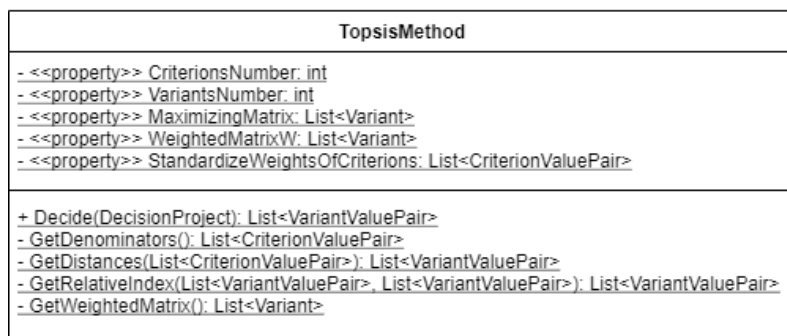 TopsisMethod
- <<property>> CriterionsNumber: int
- <<property>> VariantsNumber: int
- <<property>> MaximizingMatrix: List<Variant>
- <<property>> WeightedMatrixW: List<Variant>
- <<property>> StandardizeWeightsOfCriterions: List<CriterionValuePair>
+ Decide(DecisionProject): List<VariantValuePair>
- GetDenominators(): List<CriterionValuePair>
- GetDistances(List<CriterionValuePair>): List<VariantValuePair>
- GetRelativeIndex(List<VariantValuePair>, List<VariantValuePair>): List<VariantValuePair>
- GetWeightedMatrix(): List<Variant>